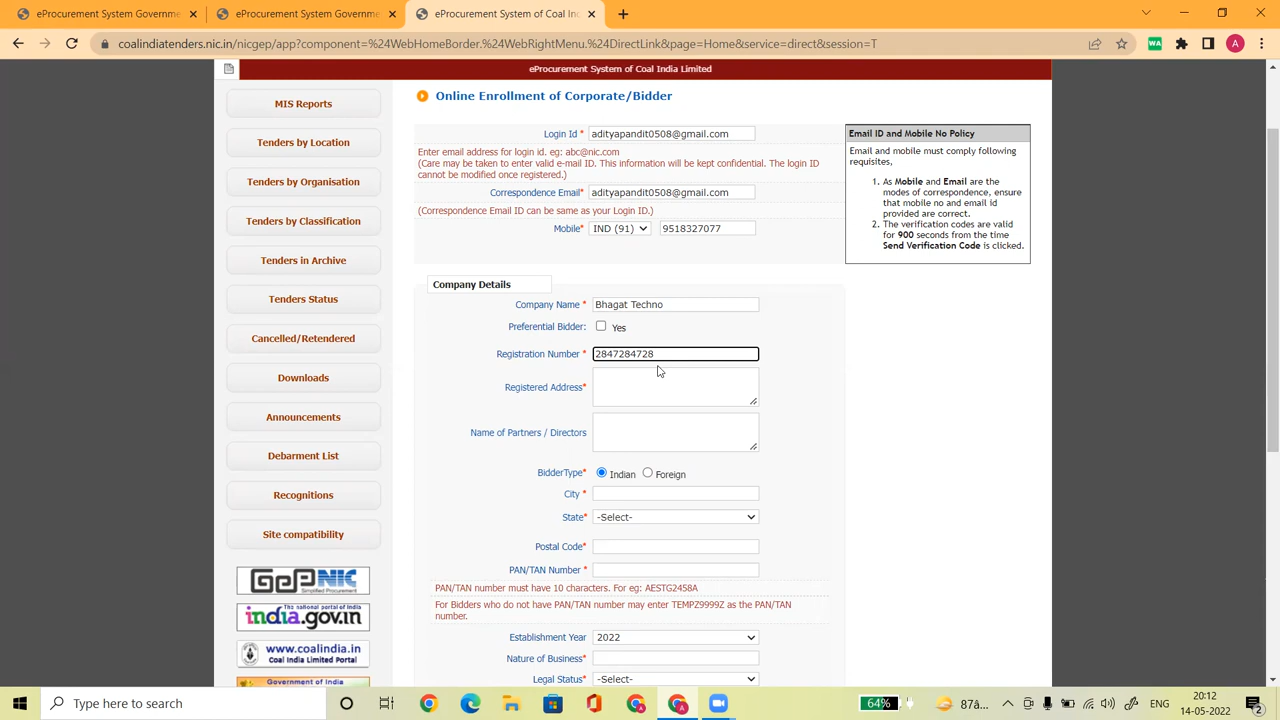 eProcurement System Governme
eProcurement System Governme
eProcurement System of Coal Ind
coalindiatenders.nic.in/nicgep/app?component=%24WebHomeBorder.%24WebRightMenu.%24DirectLink&page=Home&service=direct&session=T
WA
A
eProcurement System of Coal India Limited
MIS Reports
Tenders by Location
Tenders by Organisation
Tenders by Classification
Tenders in Archive
Tenders Status
Cancelled/Retendered
Downloads
Announcements
Debarment List
Recognitions
Site compatibility
GePNIC
Simplified Procurement
The national portal of India
india.gov.in
www.coalindia.in
Coal India Limited Portal
Government of India
Online Enrollment of Corporate/Bidder
Login Id * adityapandit0508@gmail.com
Enter email address for login id. eg: abc@nic.com
(Care may be taken to enter valid e-mail ID. This information will be kept confidential. The login ID
cannot be modified once registered.)
Correspondence Email* adityapandit0508@gmail.com
(Correspondence Email ID can be same as your Login ID.)
Mobile* IND (91) 9518327077
Email ID and Mobile No Policy
Email and mobile must comply following
requisites,
1. As Mobile and Email are the
modes of correspondence, ensure
that mobile no and email id
provided are correct.
2. The verification codes are valid
for 900 seconds from the time
Send Verification Code is clicked.
Company Details
Company Name * Bhagat Techno
Preferential Bidder: Yes
Registration Number * 2847284728
Registered Address*
Name of Partners / Directors
BidderType* Indian Foreign
City *
State* -Select-
Postal Code*
PAN/TAN Number *
PAN/TAN number must have 10 characters. For eg: AESTG2458A
For Bidders who do not have PAN/TAN number may enter TEMPZ9999Z as the PAN/TAN
number.
Establishment Year 2022
Nature of Business*
Legal Status* -Select-
Type here to search
64%
87°
ENG
20:12
14-05-2022
2